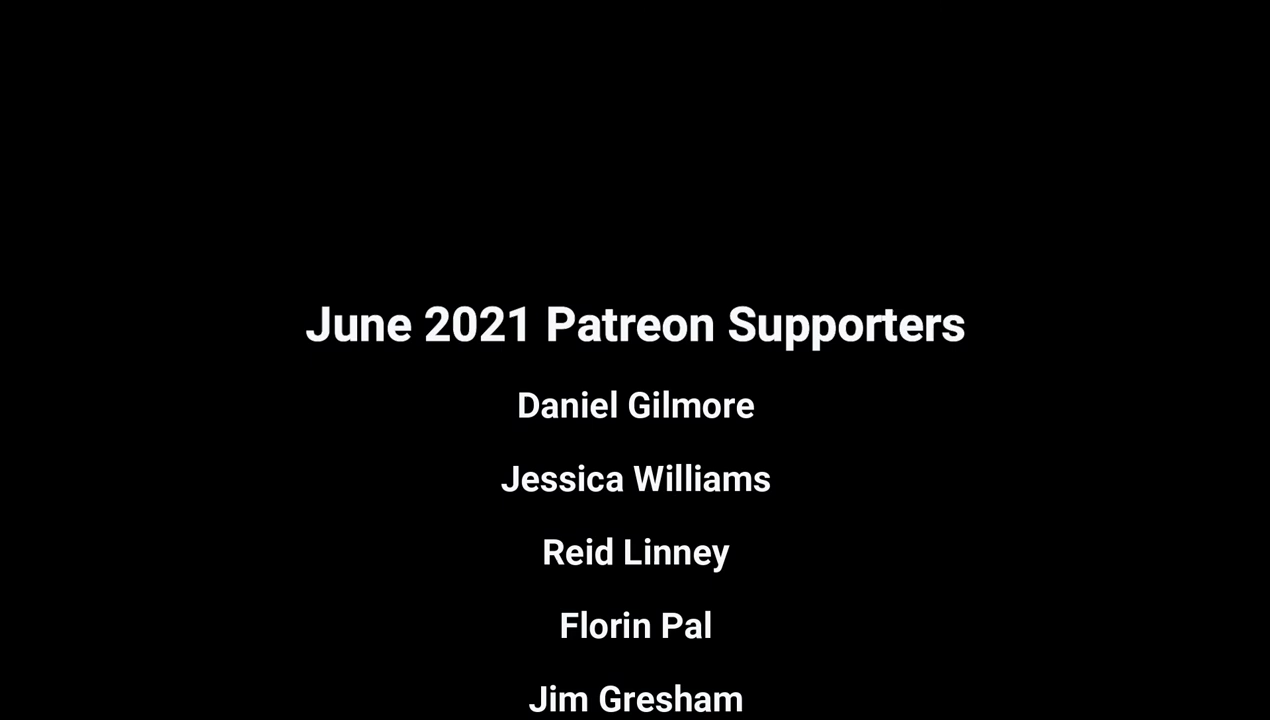 June 2021 Patreon Supporters
Daniel Gilmore
Jessica Williams
Reid Linney
Florin Pal
Jim Gresham